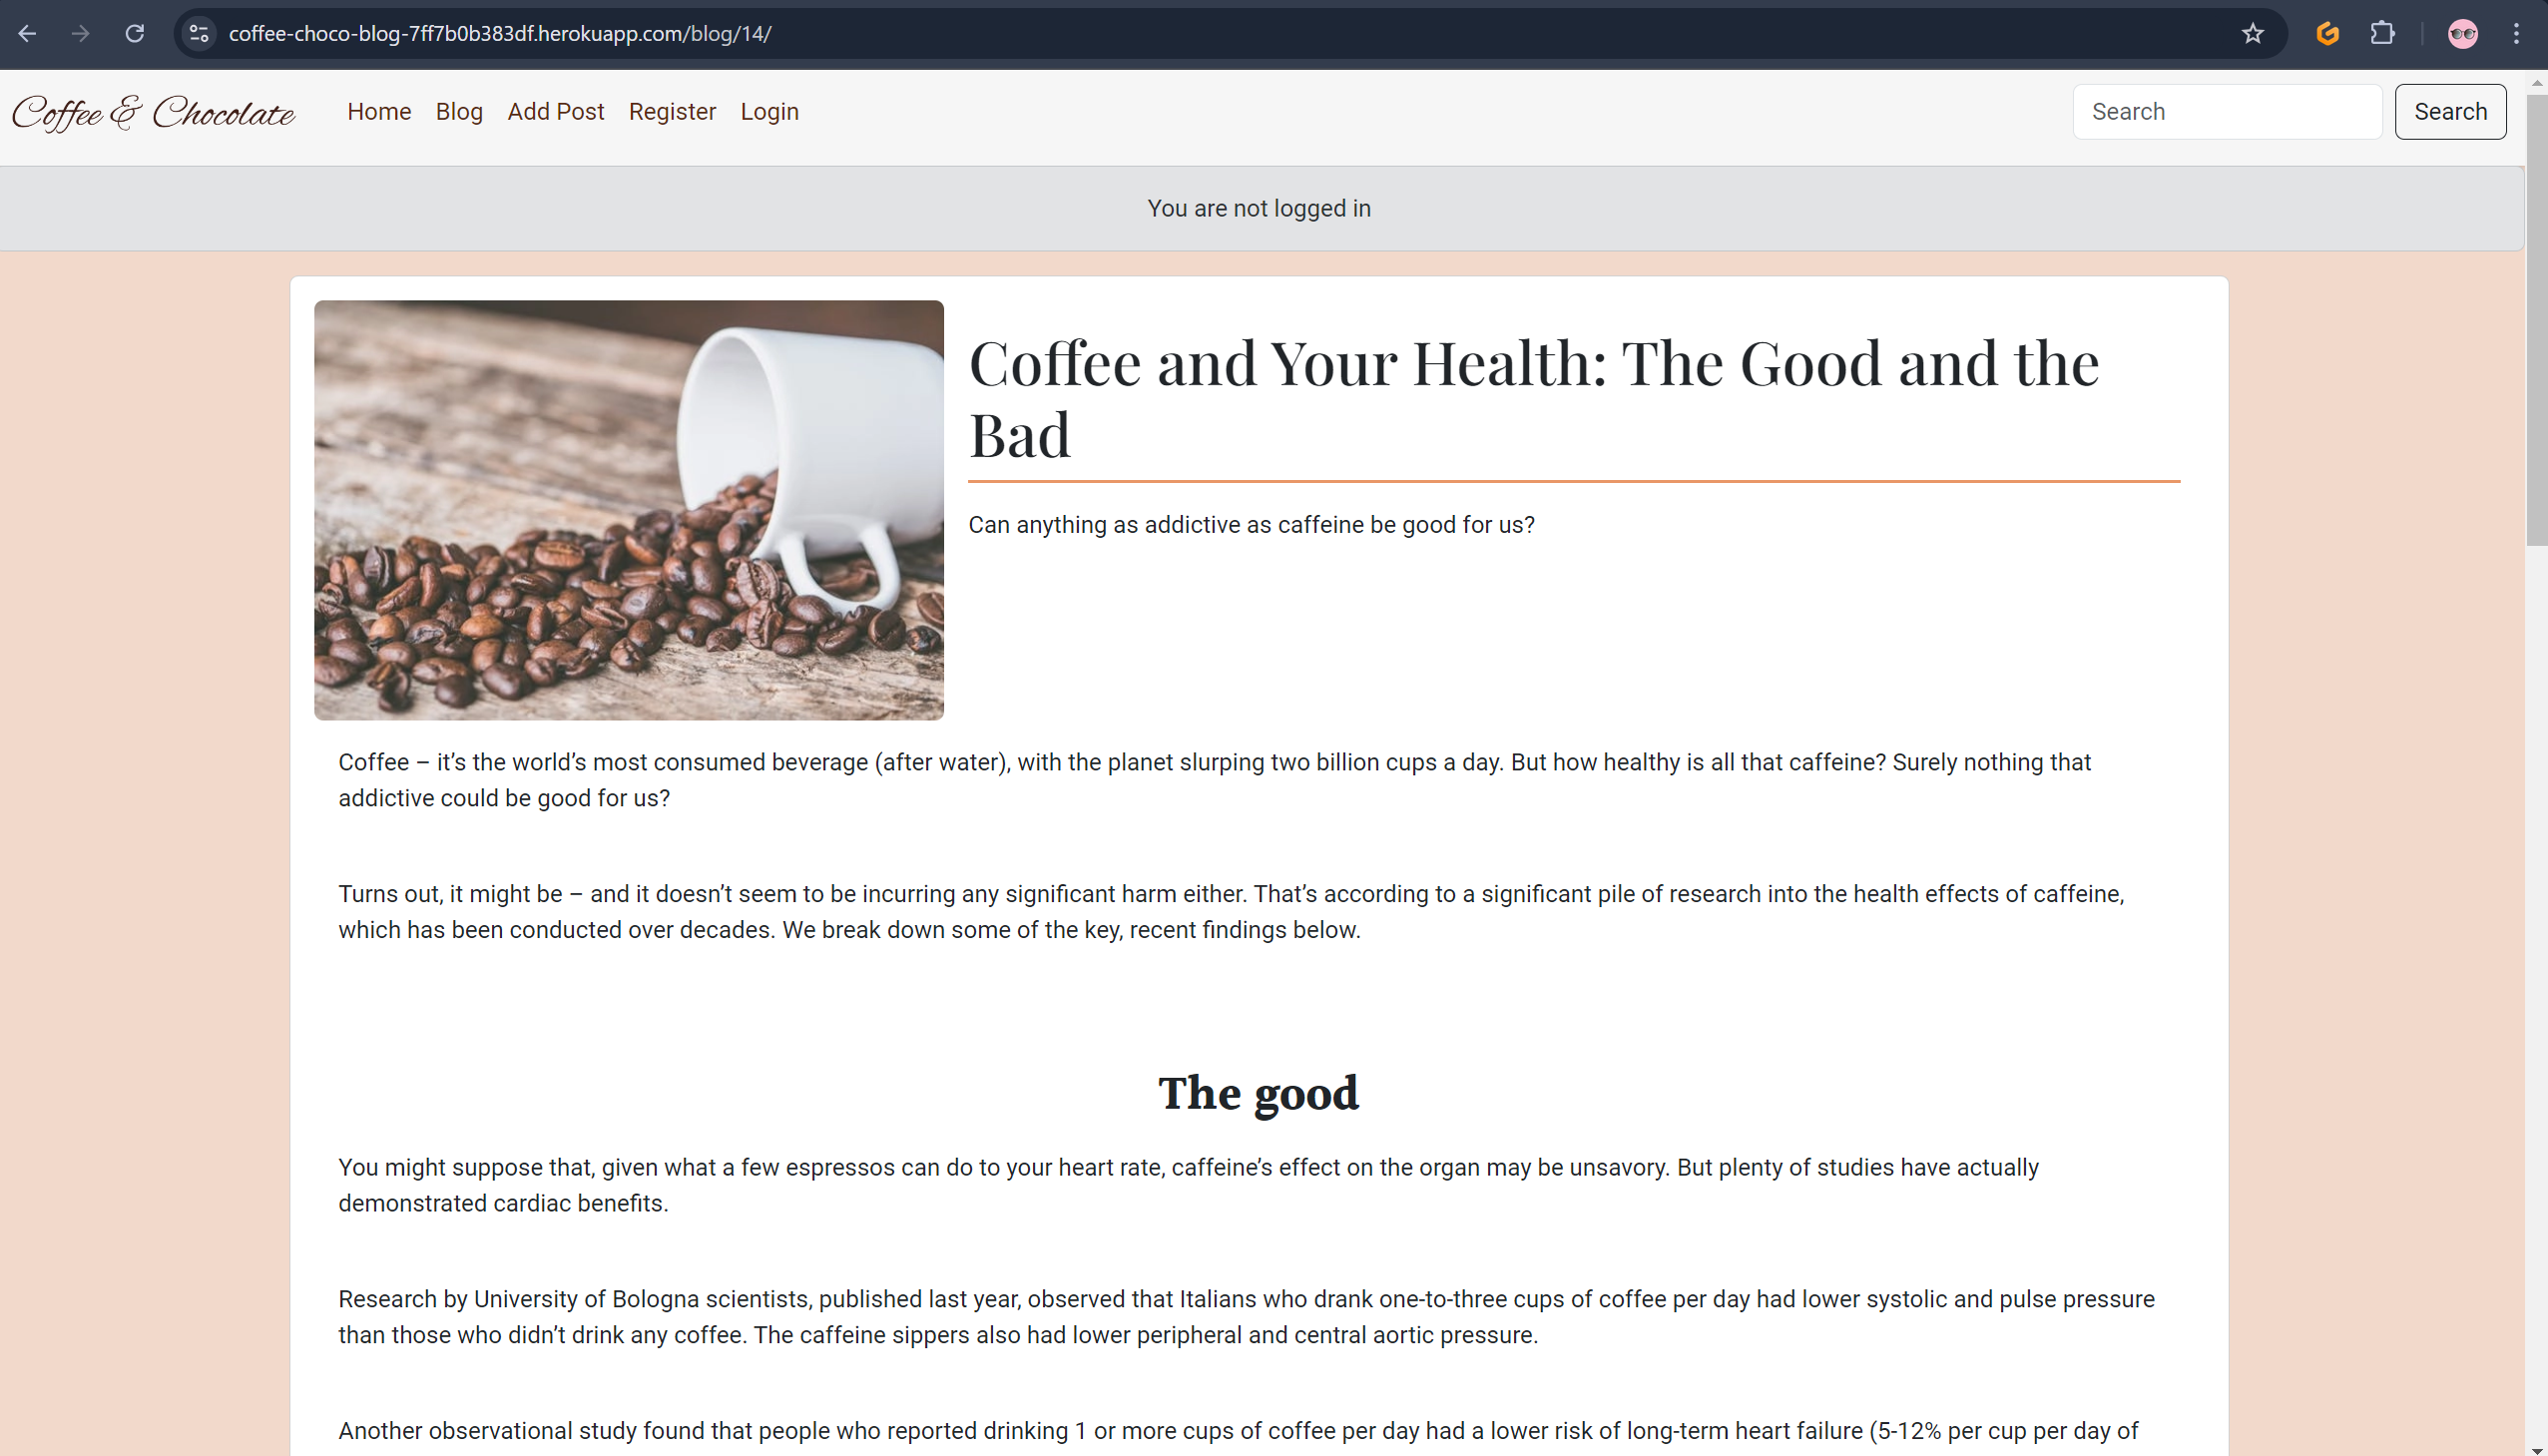 coffee-choco-blog-7ff7b0b383df.herokuapp.com/blog/14/
Coffee & Chocolate
Home Blog Add Post Register Login
Search Search
You are not logged in
Coffee and Your Health: The Good and the
Bad
Can anything as addictive as caffeine be good for us?
Coffee – it’s the world’s most consumed beverage (after water), with the planet slurping two billion cups a day. But how healthy is all that caffeine? Surely nothing that
addictive could be good for us?
Turns out, it might be – and it doesn’t seem to be incurring any significant harm either. That’s according to a significant pile of research into the health effects of caffeine,
which has been conducted over decades. We break down some of the key, recent findings below.
The good
You might suppose that, given what a few espressos can do to your heart rate, caffeine’s effect on the organ may be unsavory. But plenty of studies have actually
demonstrated cardiac benefits.
Research by University of Bologna scientists, published last year, observed that Italians who drank one-to-three cups of coffee per day had lower systolic and pulse pressure
than those who didn’t drink any coffee. The caffeine sippers also had lower peripheral and central aortic pressure.
Another observational study found that people who reported drinking 1 or more cups of coffee per day had a lower risk of long-term heart failure (5-12% per cup per day of